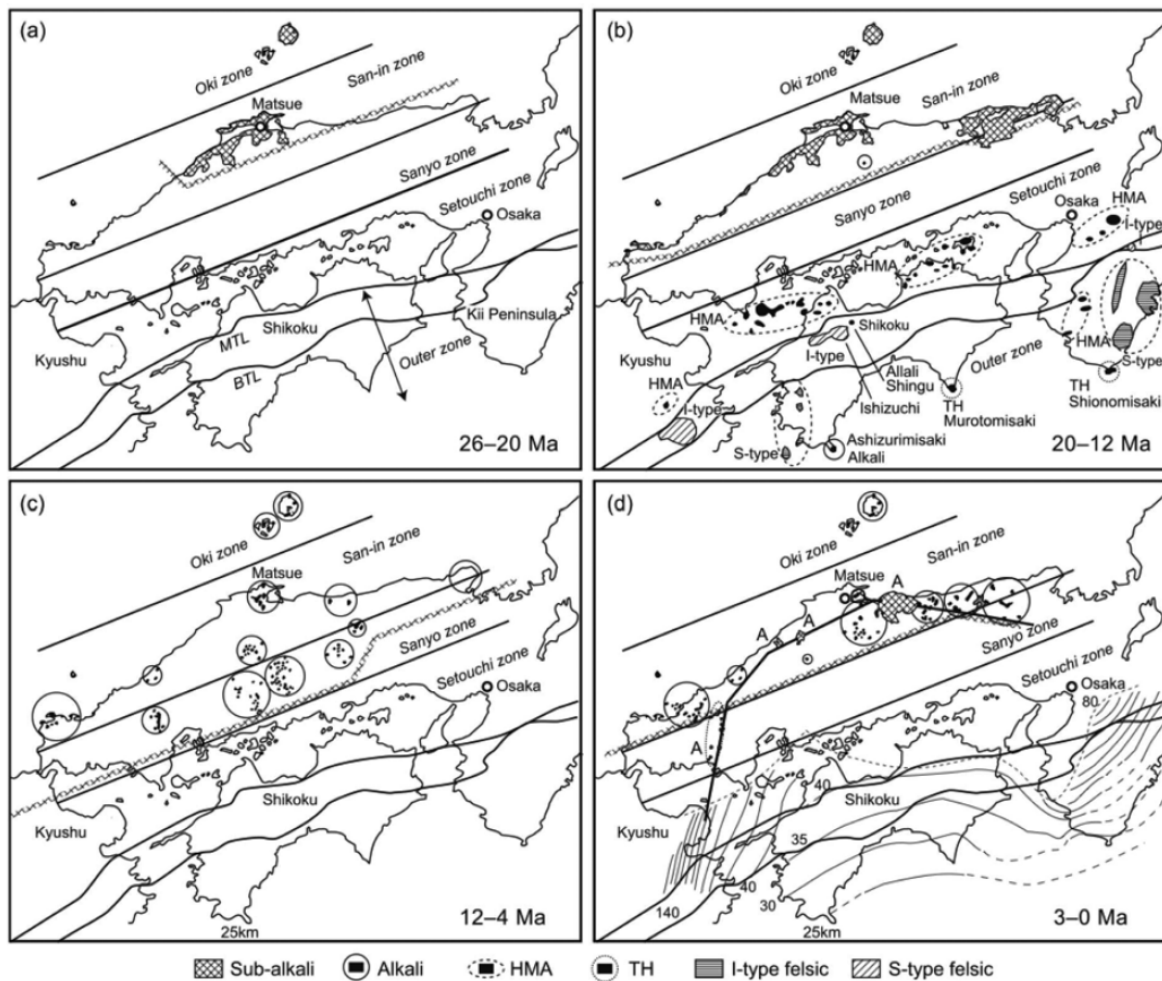 (a)
Oki zone
San-in zone
Matsue
Sanyo zone
Setouchi zone
Osaka
Kii Peninsula
Shikoku
MTL
Kyushu
BTL
Outer zone
26–20 Ma
(b)
Oki zone
San-in zone
Matsue
Sanyo zone
Setouchi zone
Osaka
HMA
I-type
HMA
HMA
Shikoku
Kyushu
I-type
Outer zone
HMA
S-type
Allali
Shingu
TH
Shionomisaki
HMA
I-type
Ishizuchi
TH
Murotomisaki
S-type
Ashizurimisaki
Alkali
20–12 Ma
(c)
Oki zone
San-in zone
Matsue
Sanyo zone
Setouchi zone
Osaka
Shikoku
Kyushu
25km
12–4 Ma
(d)
Oki zone
San-in zone
Matsue
A
A
A
Sanyo zone
Setouchi zone
Osaka
80
A
40
Shikoku
Kyushu
35
40
30
140
25km
3–0 Ma
Sub-alkali Alkali HMA TH I-type felsic S-type felsic